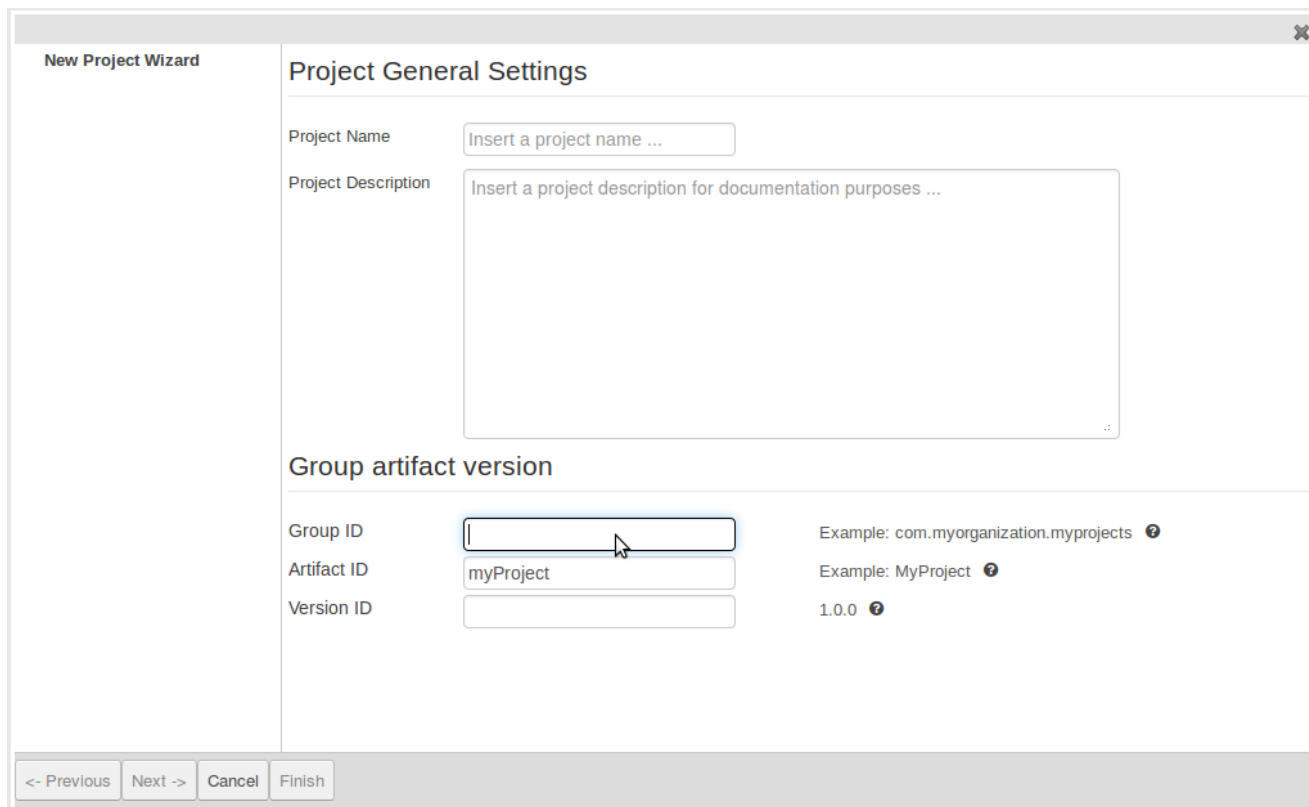 New Project Wizard
Project General Settings
Project Name
Insert a project name ...
Project Description
Insert a project description for documentation purposes ...
Group artifact version
Group ID
Example: com.myorganization.myprojects
Artifact ID
myProject
Example: MyProject
Version ID
1.0.0
<- Previous
Next ->
Cancel
Finish